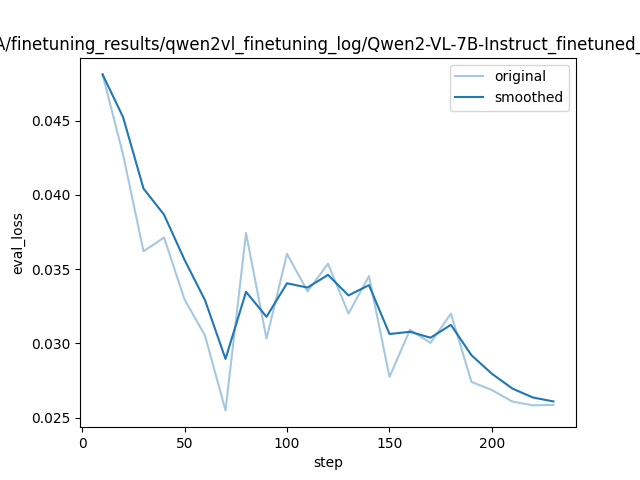 A/finetuning_results/qwen2vl_finetuning_log/Qwen2-VL-7B-Instruct_finetuned_
original
smoothed
0.045
0.040
0.035
0.030
0.025
eval_loss
0
50
100
150
200
step